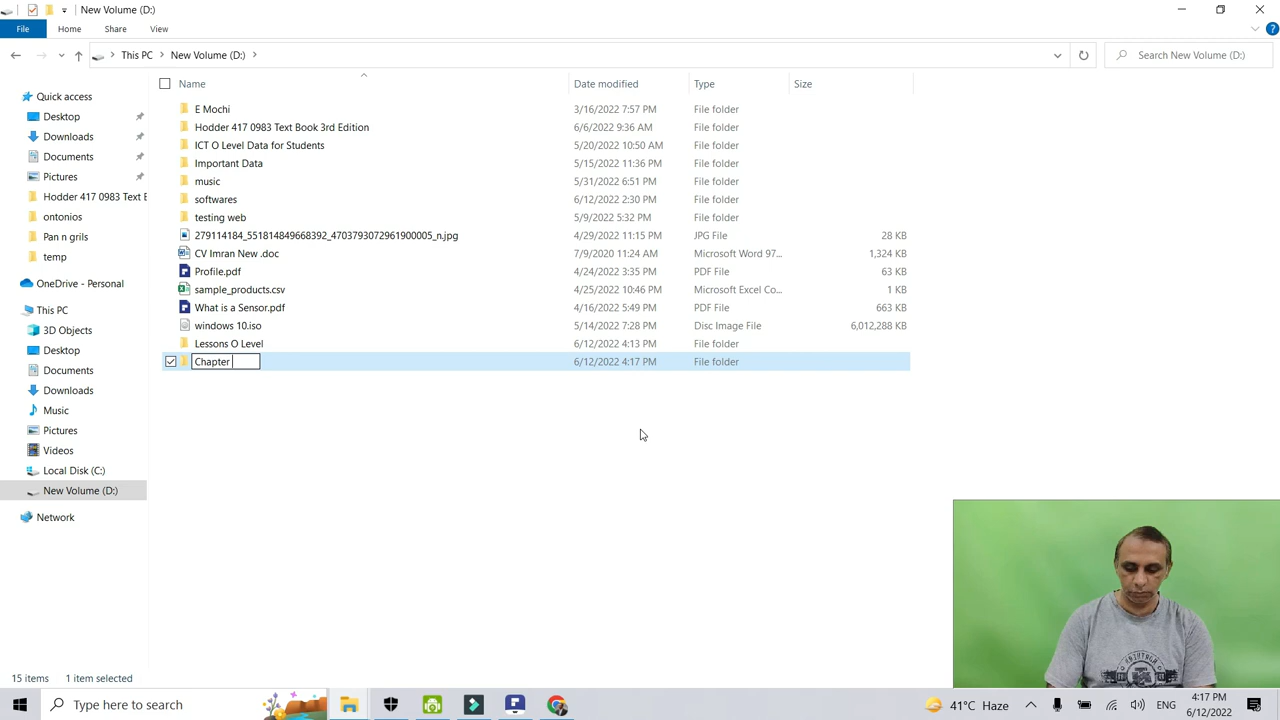 New Volume (D:)
File Home Share View
This PC New Volume (D:) Search New Volume (D:)
Name Date modified Type Size
Quick access
Desktop
Downloads
Documents
Pictures
Hodder 417 0983 Text E
ontonios
Pan n grils
temp
OneDrive - Personal
This PC
3D Objects
Desktop
Documents
Downloads
Music
Pictures
Videos
Local Disk (C:)
New Volume (D:)
Network
E Mochi 3/16/2022 7:57 PM File folder
Hodder 417 0983 Text Book 3rd Edition 6/6/2022 9:36 AM File folder
ICT O Level Data for Students 5/20/2022 10:50 AM File folder
Important Data 5/15/2022 11:36 PM File folder
music 5/31/2022 6:51 PM File folder
softwares 6/12/2022 2:30 PM File folder
testing web 5/9/2022 5:32 PM File folder
279114184_551814849668392_4703793072961900005_n.jpg 4/29/2022 11:15 PM JPG File 28 KB
CV Imran New .doc 7/9/2020 11:24 AM Microsoft Word 97... 1,324 KB
Profile.pdf 4/24/2022 3:35 PM PDF File 63 KB
sample_products.csv 4/25/2022 10:46 PM Microsoft Excel Co... 1 KB
What is a Sensor.pdf 4/16/2022 5:49 PM PDF File 663 KB
windows 10.iso 5/14/2022 7:28 PM Disc Image File 6,012,288 KB
Lessons O Level 6/12/2022 4:13 PM File folder
Chapter 6/12/2022 4:17 PM File folder
15 items 1 item selected
Type here to search
41°C Haze ENG 4:17 PM
6/12/2022